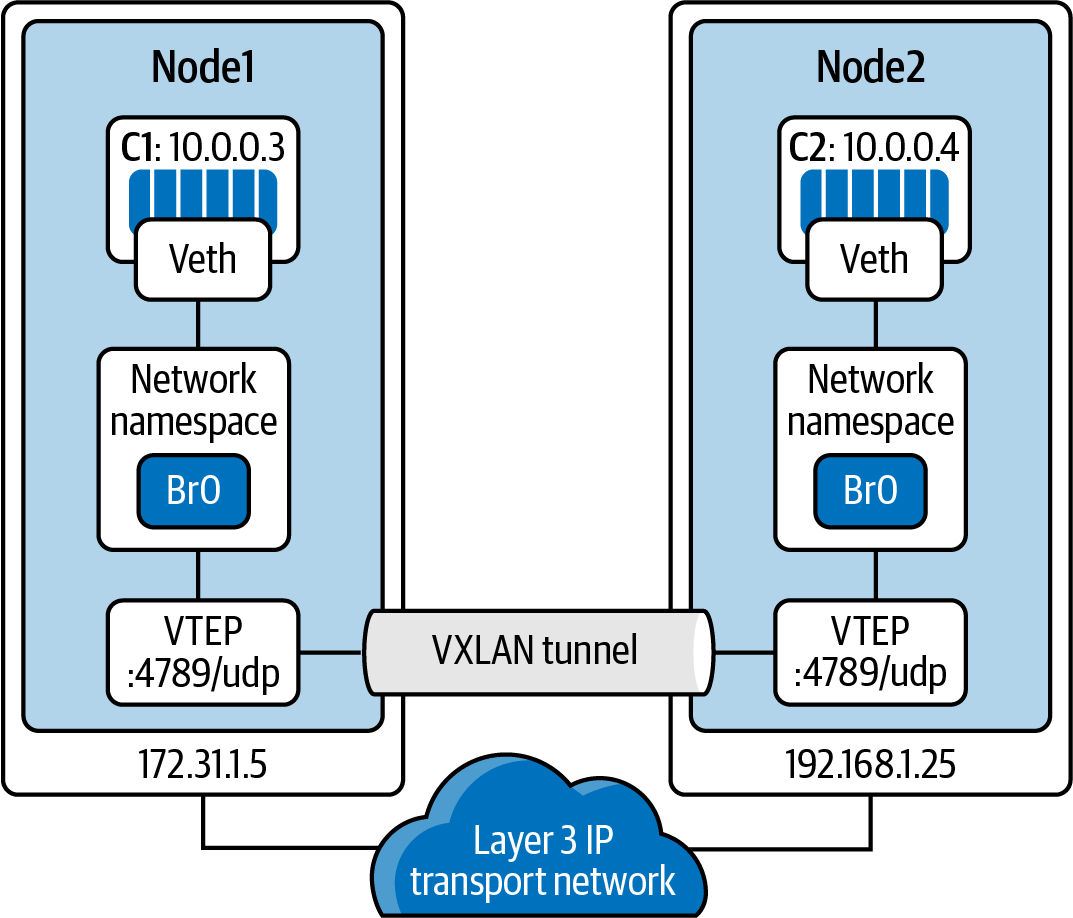 Node1
C1: 10.0.0.3
Veth
Network
namespace
Br0
VTEP
:4789/udp
172.31.1.5
Node2
C2: 10.0.0.4
Veth
Network
namespace
Br0
VTEP
:4789/udp
192.168.1.25
VXLAN tunnel
Layer 3 IP
transport network